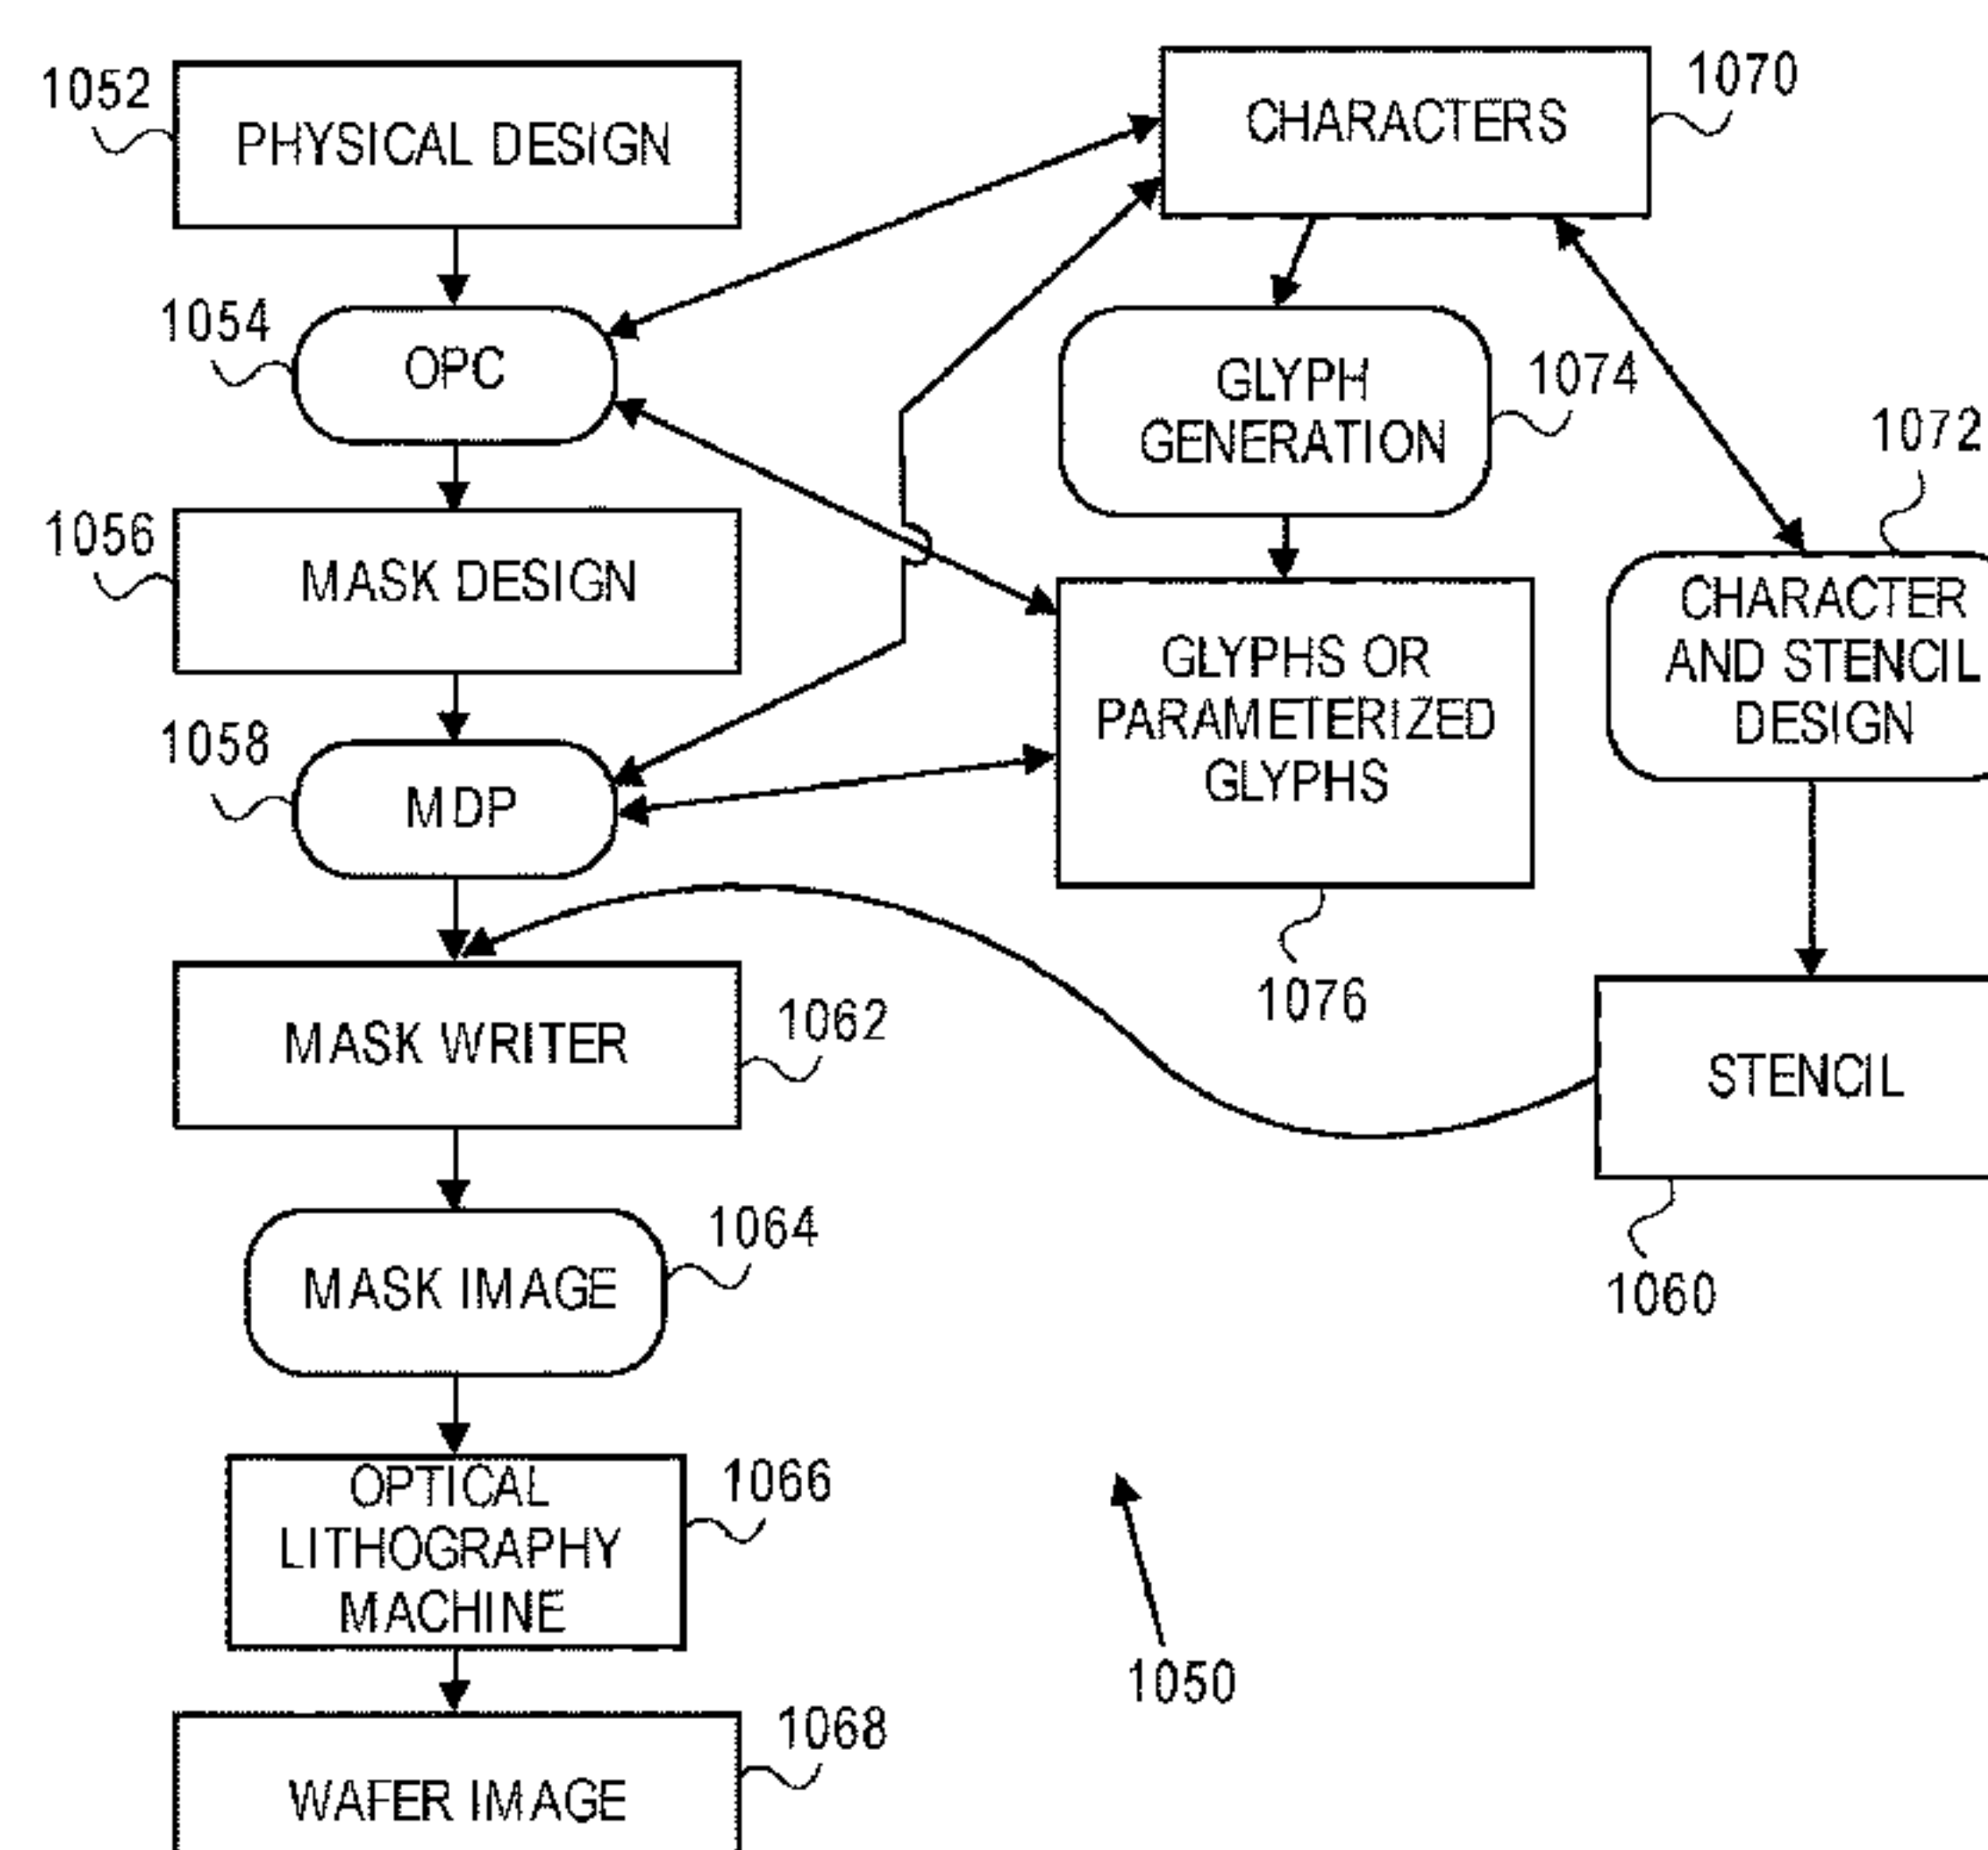 1052
PHYSICAL DESIGN
CHARACTERS
1070
1054
OPC
GLYPH
GENERATION
1074
1072
1056
MASK DESIGN
CHARACTER
AND STENCIL
DESIGN
GLYPHS OR
PARAMETERIZED
GLYPHS
1058
MDP
1076
MASK WRITER
1062
STENCIL
1060
1064
MASK IMAGE
1066
OPTICAL
LITHOGRAPHY
MACHINE
1050
1068
WAFER IMAGE